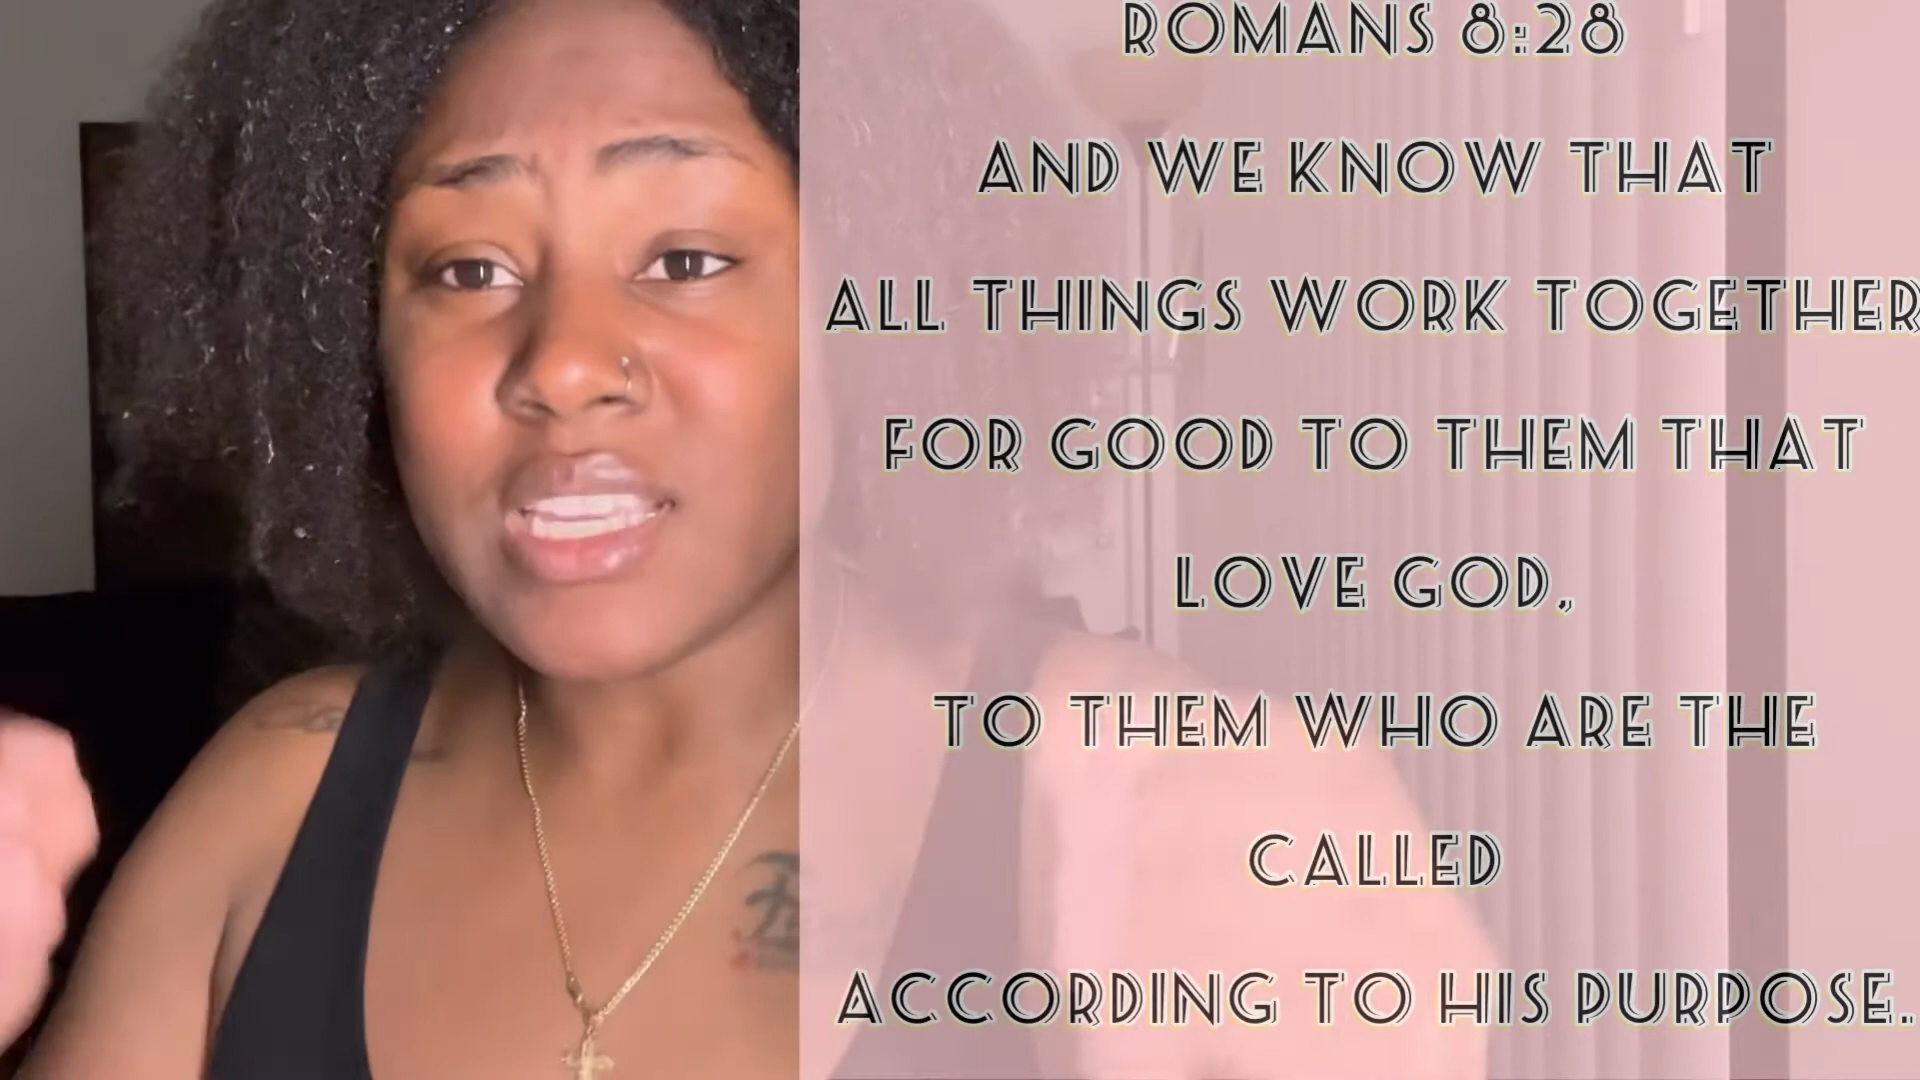 ROMANS 8:28
AND WE KNOW THAT
ALL THINGS WORK TOGETHER
FOR GOOD TO THEM THAT
LOVE GOD,
TO THEM WHO ARE THE
CALLED
ACCORDING TO HIS PURPOSE.